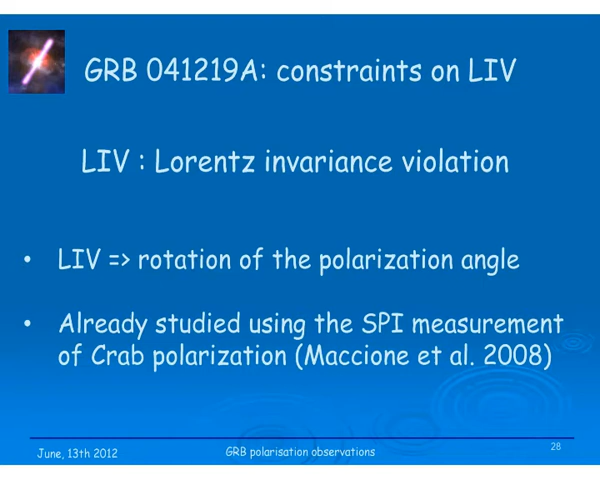 GRB 041219A: constraints on LIV
LIV : Lorentz invariance violation
• LIV => rotation of the polarization angle
• Already studied using the SPI measurement
of Crab polarization (Maccione et al. 2008)
June, 13th 2012
GRB polarisation observations
28